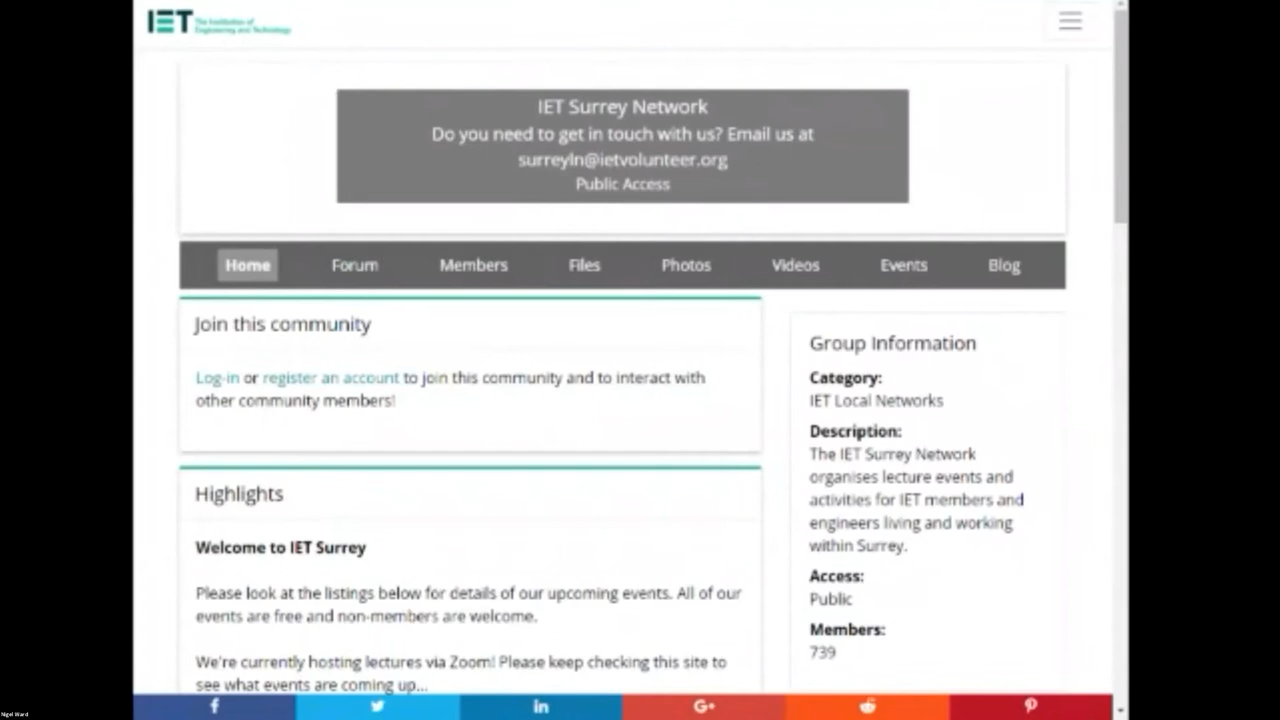 IET The Institution of
Engineering and Technology
IET Surrey Network
Do you need to get in touch with us? Email us at
surreyln@ietvolunteer.org
Public Access
Home Forum Members Files Photos Videos Events Blog
Join this community
Log-in or register an account to join this community and to interact with
other community members!
Highlights
Welcome to IET Surrey
Please look at the listings below for details of our upcoming events. All of our
events are free and non-members are welcome.
We're currently hosting lectures via Zoom! Please keep checking this site to
see what events are coming up...
Group Information
Category:
IET Local Networks
Description:
The IET Surrey Network
organises lecture events and
activities for IET members and
engineers living and working
within Surrey.
Access:
Public
Members:
739
f in G+
Nigel Ward